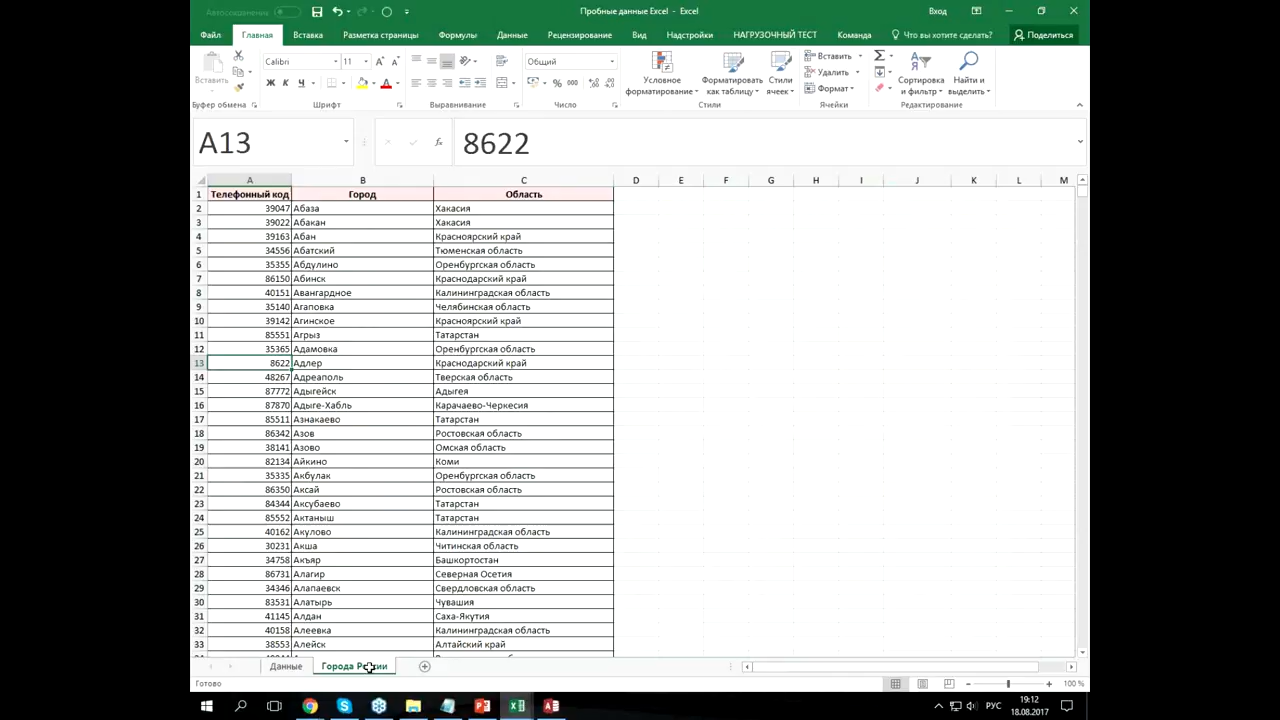 Автосохранение
Пробные данные Excel - Excel
Вход
Файл Главная Вставка Разметка страницы Формулы Данные Рецензирование Вид Надстройки НАГРУЗОЧНЫЙ ТЕСТ Команда Что вы хотите сделать? Поделиться
Вставить
Calibri 11
Ж К Ч
Общий
% 000
Условное форматирование
Форматировать как таблицу
Стили ячеек
Вставить
Удалить
Формат
Сортировка и фильтр
Найти и выделить
Буфер обмена Шрифт Выравнивание Число Стили Ячейки Редактирование
A13 fx 8622
A B C D E F G H I J K L M
1 Телефонный код Город Область
2 39047 Абаза Хакасия
3 39022 Абакан Хакасия
4 39163 Абан Красноярский край
5 34556 Абатский Тюменская область
6 35355 Абдулино Оренбургская область
7 86150 Абинск Краснодарский край
8 40151 Авангардное Калининградская область
9 35140 Агаповка Челябинская область
10 39142 Агинское Красноярский край
11 85551 Агрыз Татарстан
12 35365 Адамовка Оренбургская область
13 8622 Адлер Краснодарский край
14 48267 Адреаполь Тверская область
15 87772 Адыгейск Адыгея
16 87870 Адыге-Хабль Карачаево-Черкесия
17 85511 Азнакаево Татарстан
18 86342 Азов Ростовская область
19 38141 Азово Омская область
20 82134 Айкино Коми
21 35335 Акбулак Оренбургская область
22 86350 Аксай Ростовская область
23 84344 Аксубаево Татарстан
24 85552 Актаныш Татарстан
25 40162 Акулово Калининградская область
26 30231 Акша Читинская область
27 34758 Акъяр Башкортостан
28 86731 Алагир Северная Осетия
29 34346 Алапаевск Свердловская область
30 83531 Алатырь Чувашия
31 41145 Алдан Саха-Якутия
32 40158 Алеевка Калининградская область
33 38553 Алейск Алтайский край
Данные Города России
Готово
100 %
РУС
19:12
18.08.2017